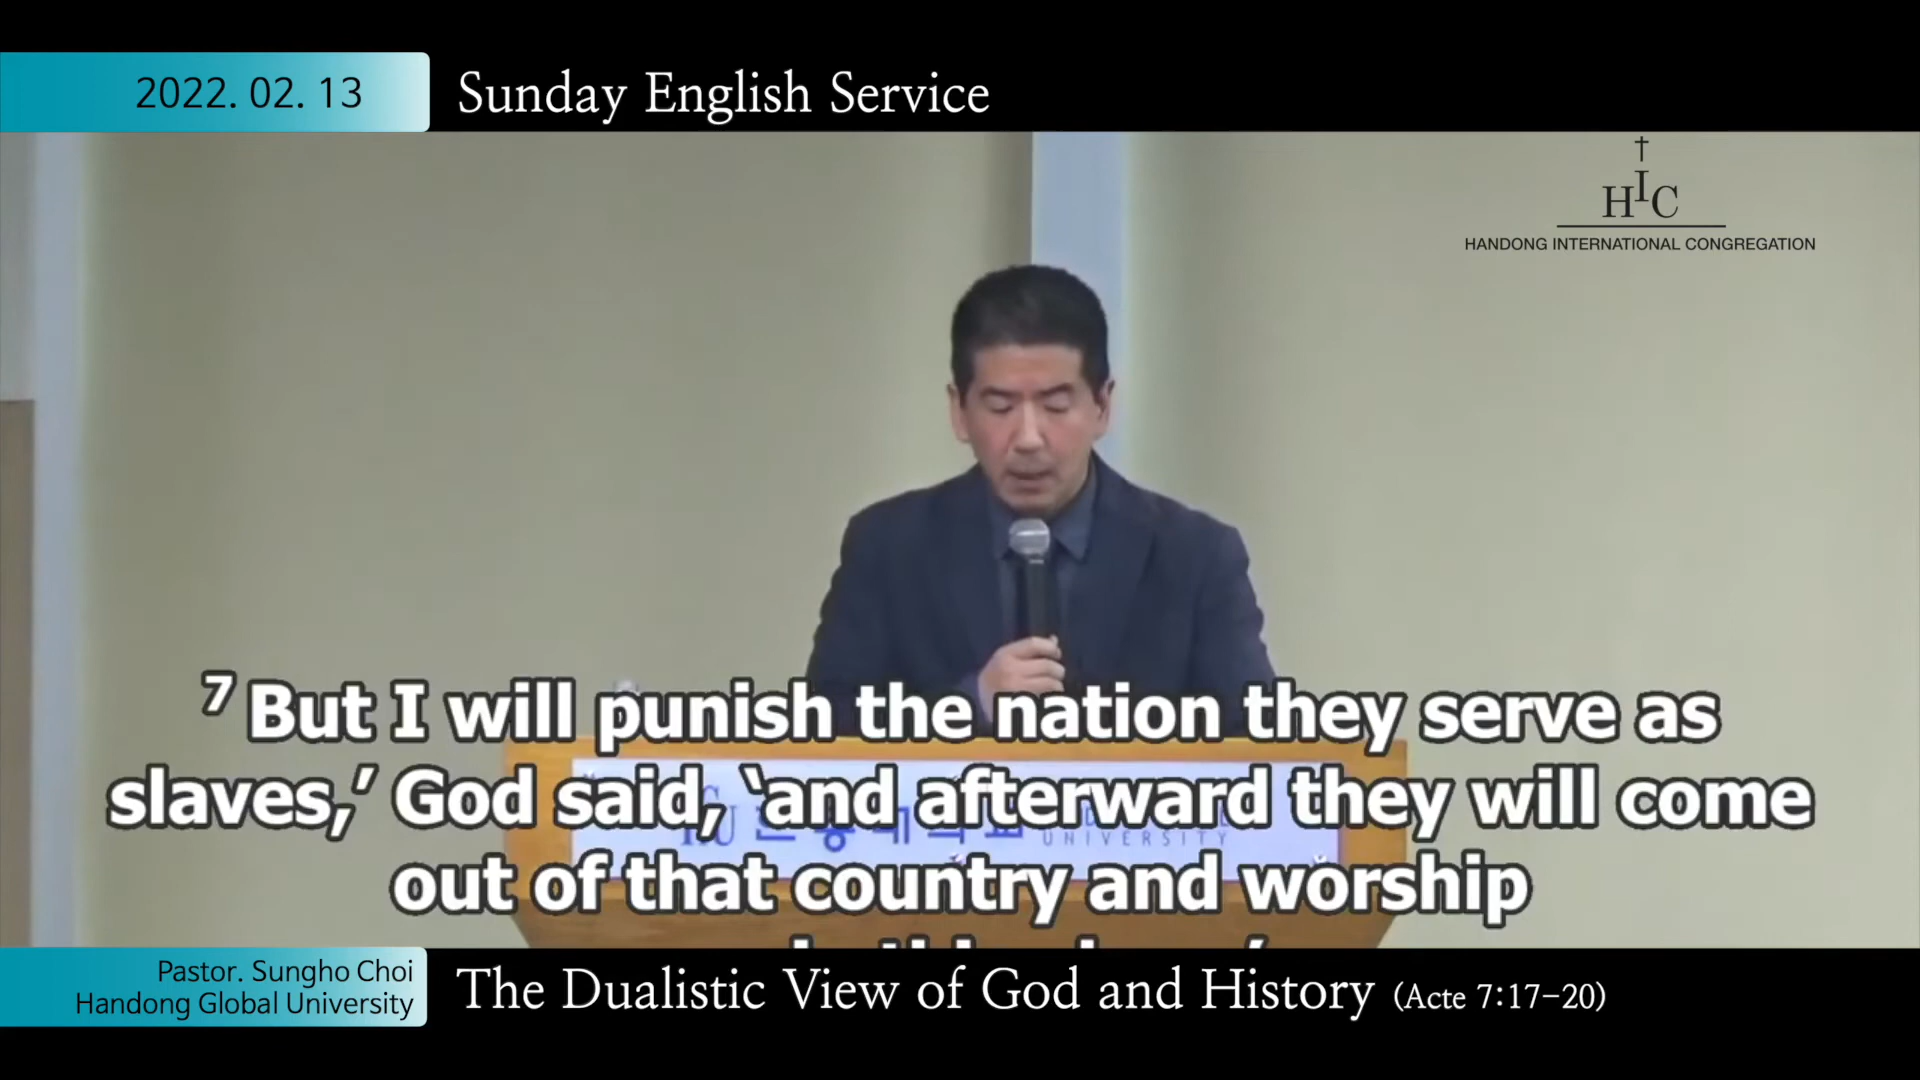 2022. 02. 13
Sunday English Service
HIC
HANDONG INTERNATIONAL CONGREGATION
7 But I will punish the nation they serve as
slaves,’ God said, ‘and afterward they will come
out of that country and worship
UNIVERSITY
Pastor. Sungho Choi
Handong Global University
The Dualistic View of God and History (Acte 7:17-20)